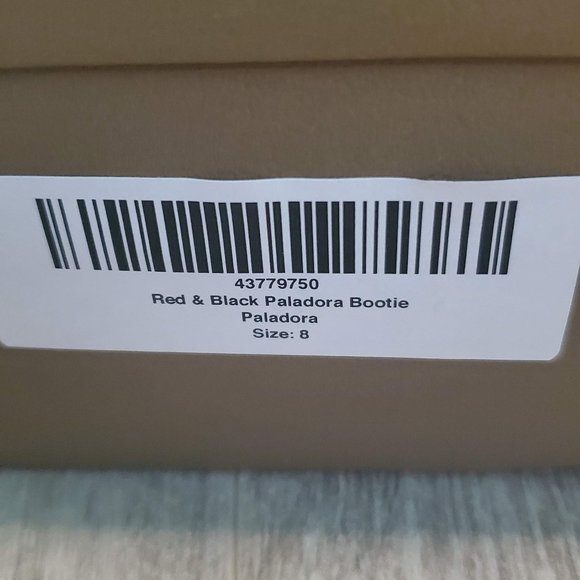 43779750
Red & Black Paladora Bootie
Paladora
Size: 8